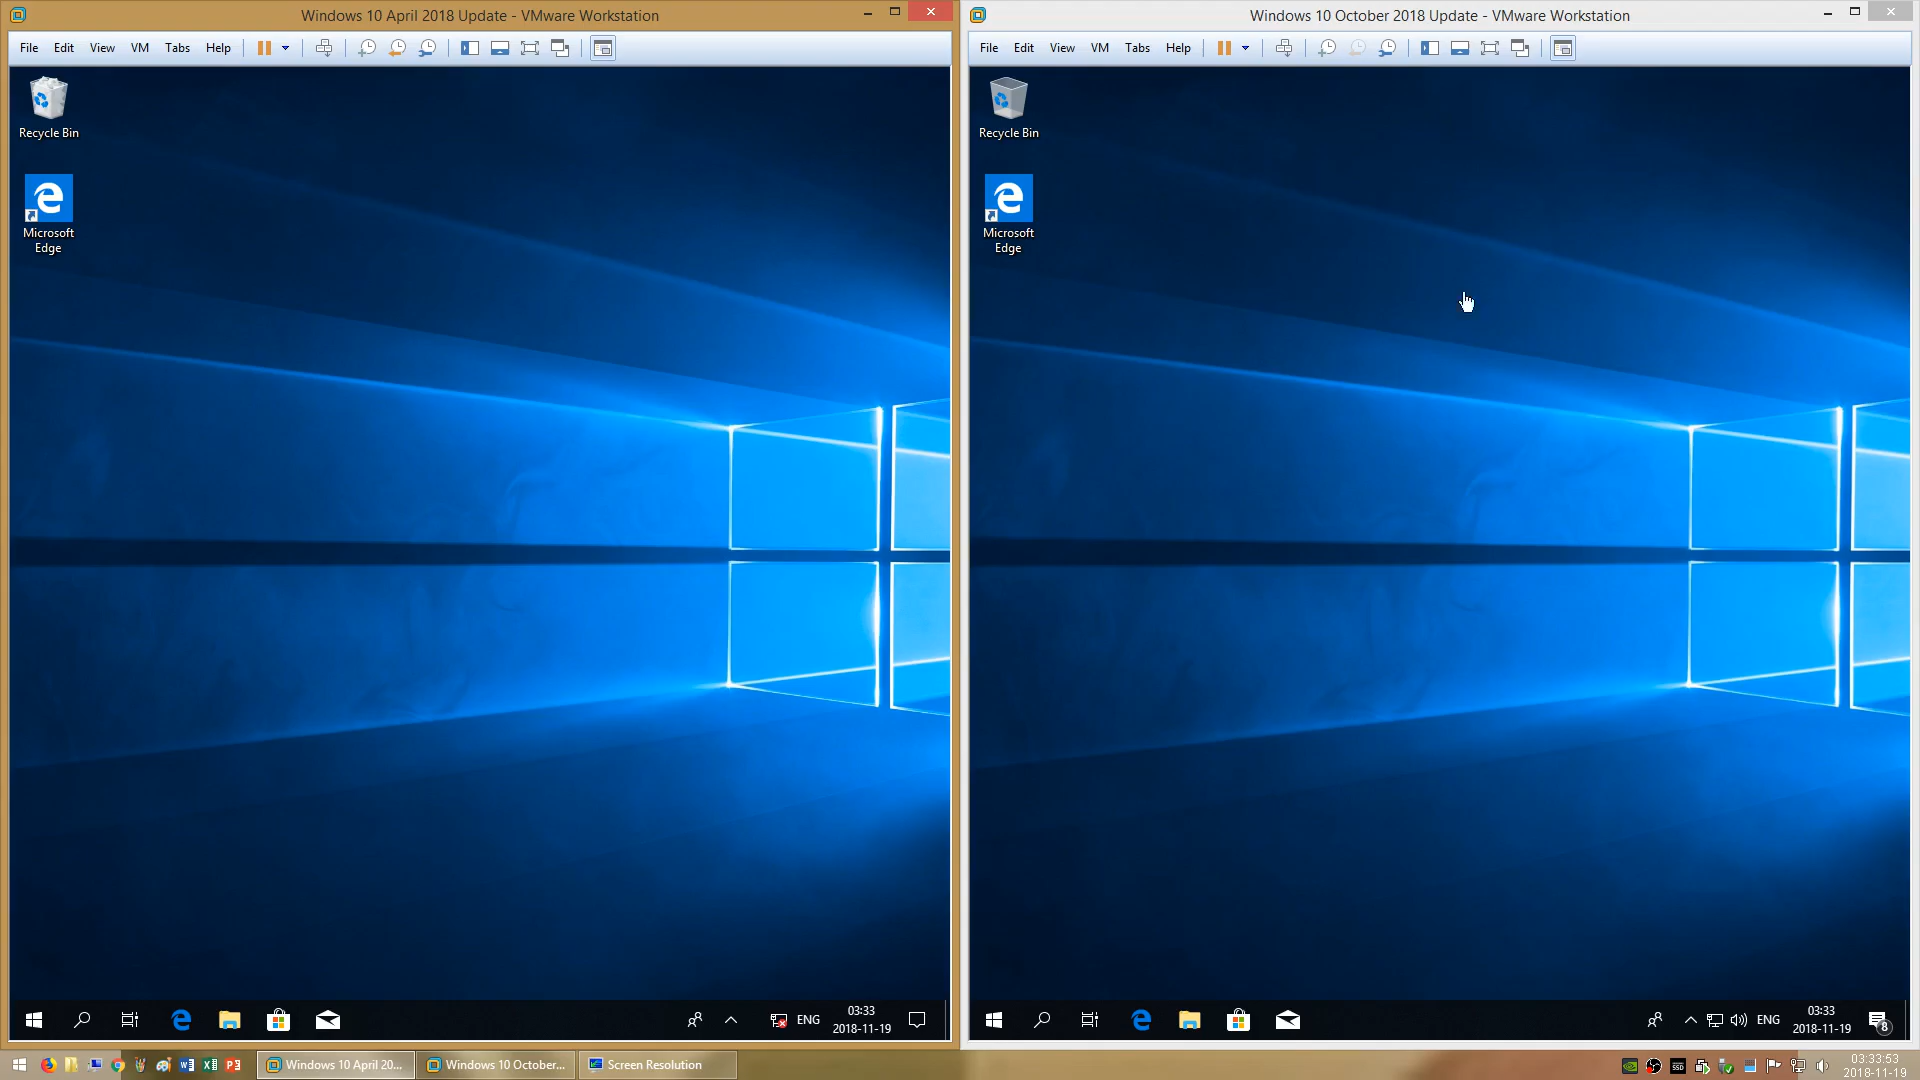 Windows 10 April 2018 Update - VMware Workstation
File Edit View VM Tabs Help
Recycle Bin
Microsoft
Edge
ENG
03:33
2018-11-19
Windows 10 October 2018 Update - VMware Workstation
File Edit View VM Tabs Help
Recycle Bin
Microsoft
Edge
ENG
03:33
2018-11-19
8
Windows 10 April 20...
Windows 10 October...
Screen Resolution
SSD
03:33:53
2018-11-19